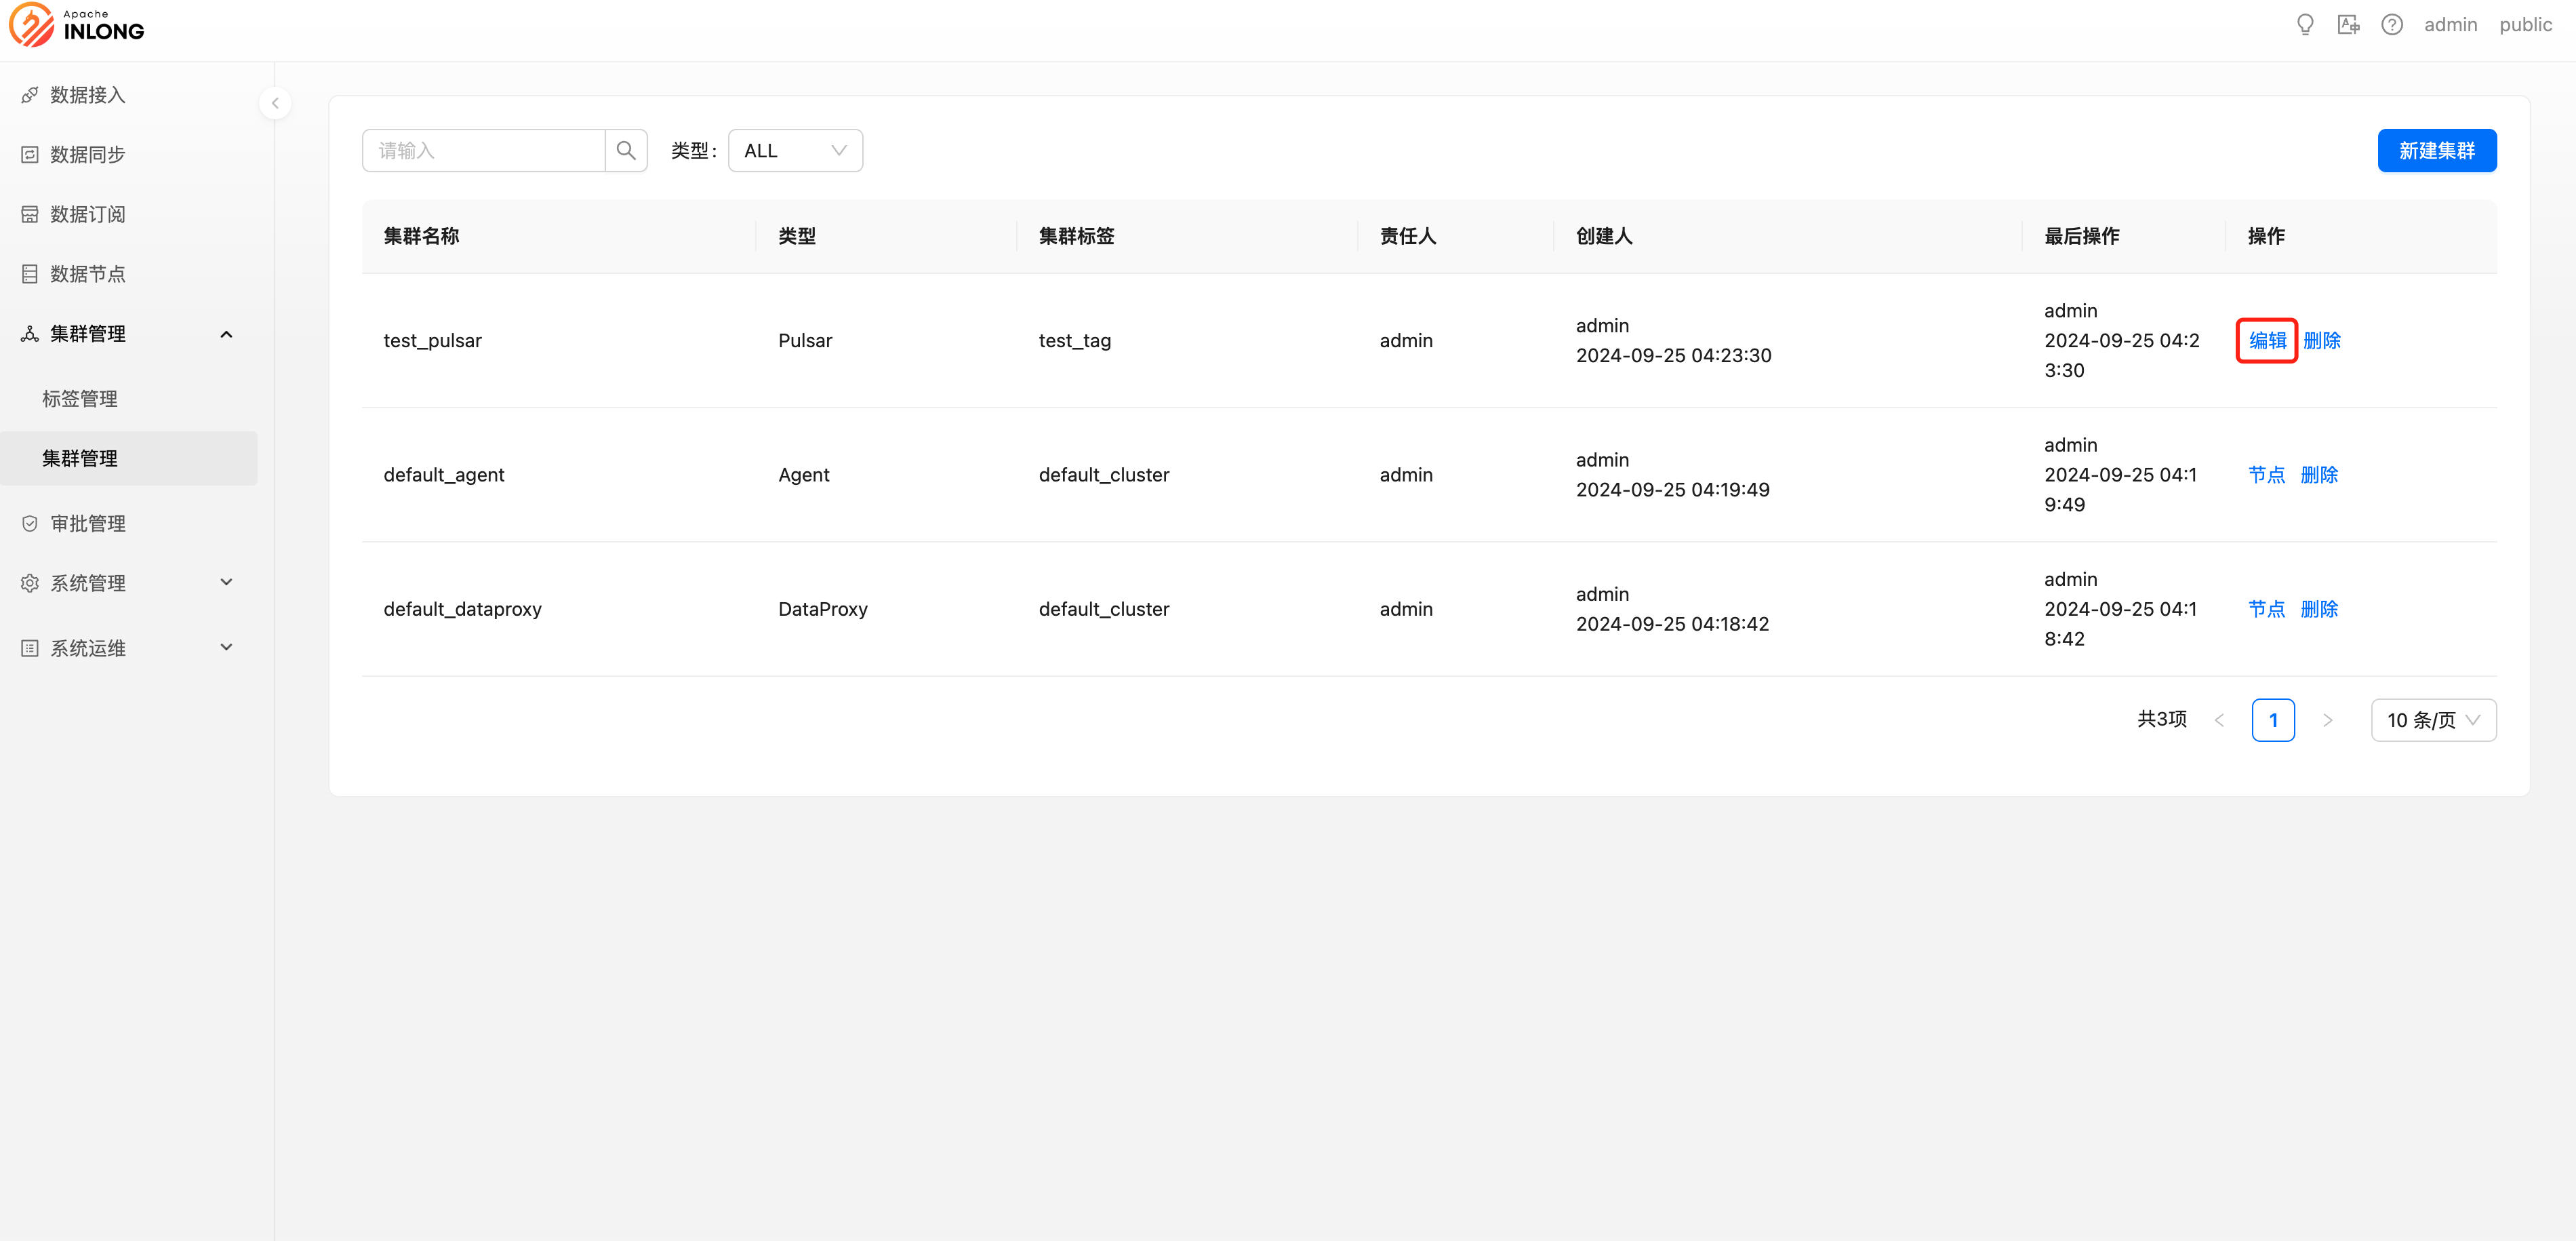 Apache
INLONG
admin
public
数据接入
数据同步
数据订阅
数据节点
集群管理
标签管理
集群管理
审批管理
系统管理
系统运维
请输入
类型:
ALL
新建集群
集群名称
类型
集群标签
责任人
创建人
最后操作
操作
test_pulsar
Pulsar
test_tag
admin
admin
2024-09-25 04:23:30
admin
2024-09-25 04:2
3:30
编辑 删除
default_agent
Agent
default_cluster
admin
admin
2024-09-25 04:19:49
admin
2024-09-25 04:1
9:49
节点 删除
default_dataproxy
DataProxy
default_cluster
admin
admin
2024-09-25 04:18:42
admin
2024-09-25 04:1
8:42
节点 删除
共3项
1
10 条/页